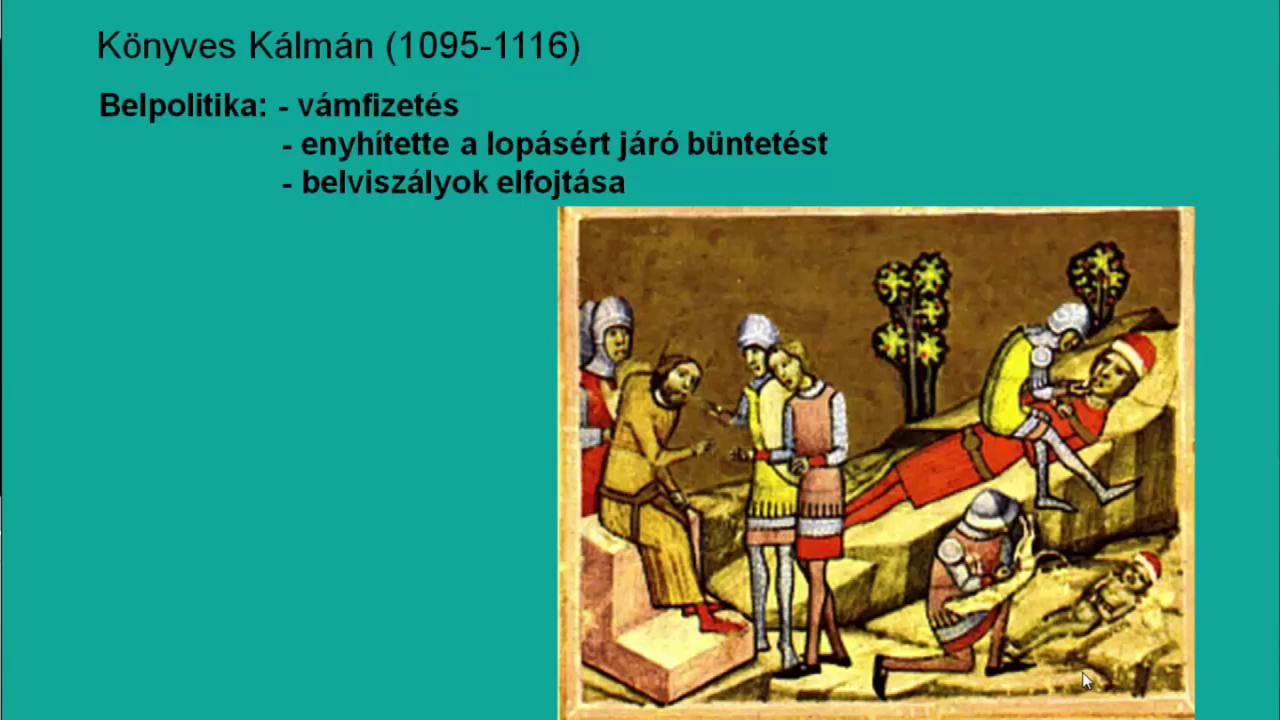 Könyves Kálmán (1095-1116)
Belpolitika: - vámfizetés
- enyhítette a lopásért járó büntetést
- belviszályok elfojtása